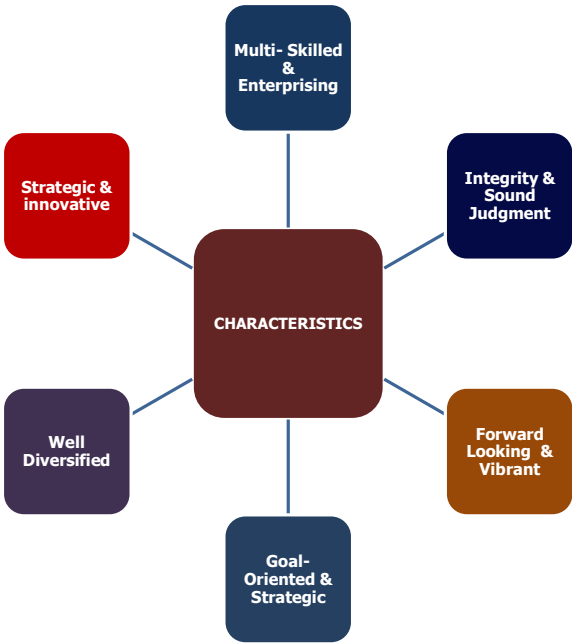 Multi- Skilled
&
Enterprising
Strategic &
innovative
Integrity &
Sound
Judgment
CHARACTERISTICS
Well
Diversified
Forward
Looking  &
Vibrant
Goal-
Oriented &
Strategic